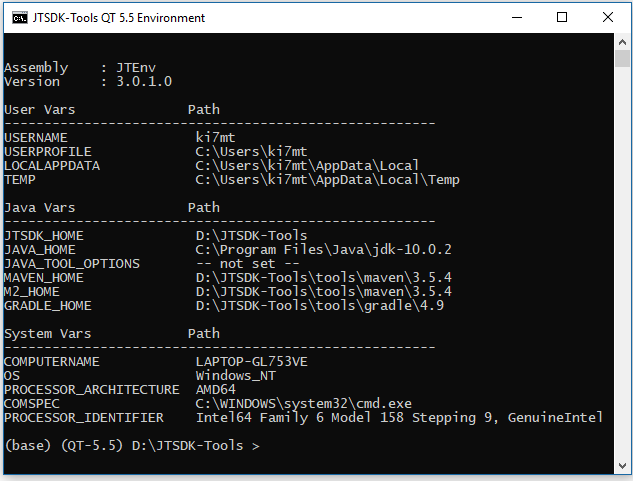 JTSDK-Tools QT 5.5 Environment
Assembly    : JTEnv
Version     : 3.0.1.0
User Vars              Path
------------------------------------------------------
USERNAME                ki7mt
USERPROFILE             C:\Users\ki7mt
LOCALAPPDATA            C:\Users\ki7mt\AppData\Local
TEMP                    C:\Users\ki7mt\AppData\Local\Temp
Java Vars              Path
------------------------------------------------------
JTSDK_HOME              D:\JTSDK-Tools
JAVA_HOME               C:\Program Files\Java\jdk-10.0.2
JAVA_TOOL_OPTIONS       -- not set --
MAVEN_HOME              D:\JTSDK-Tools\tools\maven\3.5.4
M2_HOME                 D:\JTSDK-Tools\tools\maven\3.5.4
GRADLE_HOME             D:\JTSDK-Tools\tools\gradle\4.9
System Vars            Path
------------------------------------------------------
COMPUTERNAME            LAPTOP-GL753VE
OS                      Windows_NT
PROCESSOR_ARCHITECTURE  AMD64
COMSPEC                 C:\WINDOWS\system32\cmd.exe
PROCESSOR_IDENTIFIER    Intel64 Family 6 Model 158 Stepping 9, GenuineIntel
(base) (QT-5.5) D:\JTSDK-Tools >